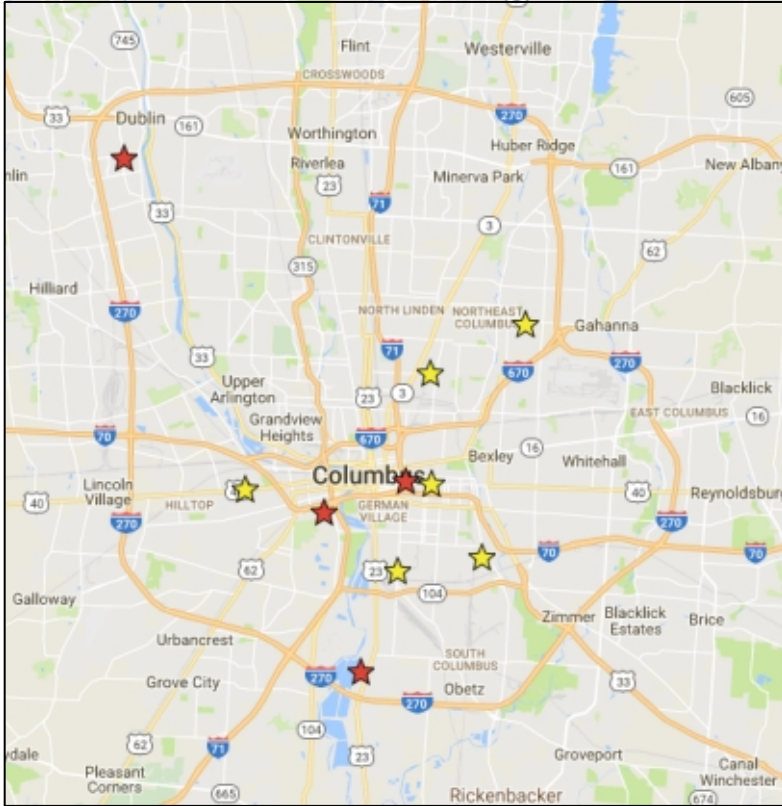 745
Flint
Westerville
CROSSWOODS
605
33
Dublin
161
270
Worthington
Huber Ridge
Riverlea
Minerva Park
161
New Albany
23
71
3
33
CLINTONVILLE
62
315
Hilliard
270
NORTH LINDEN
NORTHEAST
Gahanna
71
33
270
670
Upper
Arlington
23
3
Blacklick
EAST COLUMBUS
16
Grandview
Heights
70
670
16
Bexley
Whitehall
Lincoln
Village
40
HILLTOP
GERMAN
VILLAGE
40
Reynoldsburg
270
270
70
70
62
23
104
Galloway
Zimmer
Blacklick
Estates
Brice
Urbancrest
SOUTH
COLUMBUS
Grove City
270
Obetz
33
270
104
62
71
23
Groveport
Pleasant
Corners
Canal
Winchester
665
Rickenbacker
674